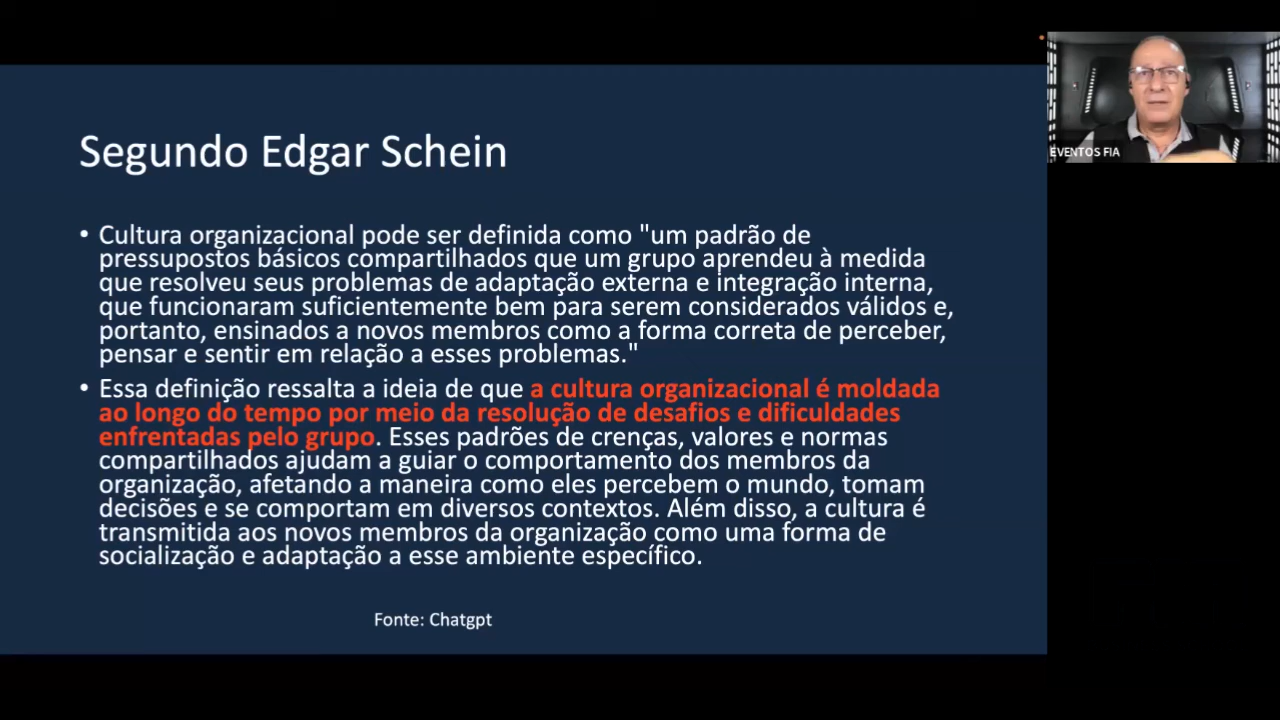 Segundo Edgar Schein
• Cultura organizacional pode ser definida como "um padrão de
pressupostos básicos compartilhados que um grupo aprendeu à medida
que resolveu seus problemas de adaptação externa e integração interna,
que funcionaram suficientemente bem para serem considerados válidos e,
portanto, ensinados a novos membros como a forma correta de perceber,
pensar e sentir em relação a esses problemas."
• Essa definição ressalta a ideia de que a cultura organizacional é moldada
ao longo do tempo por meio da resolução de desafios e dificuldades
enfrentadas pelo grupo. Esses padrões de crenças, valores e normas
compartilhados ajudam a guiar o comportamento dos membros da
organização, afetando a maneira como eles percebem o mundo, tomam
decisões e se comportam em diversos contextos. Além disso, a cultura é
transmitida aos novos membros da organização como uma forma de
socialização e adaptação a esse ambiente específico.
Fonte: Chatgpt
EVENTOS FIA